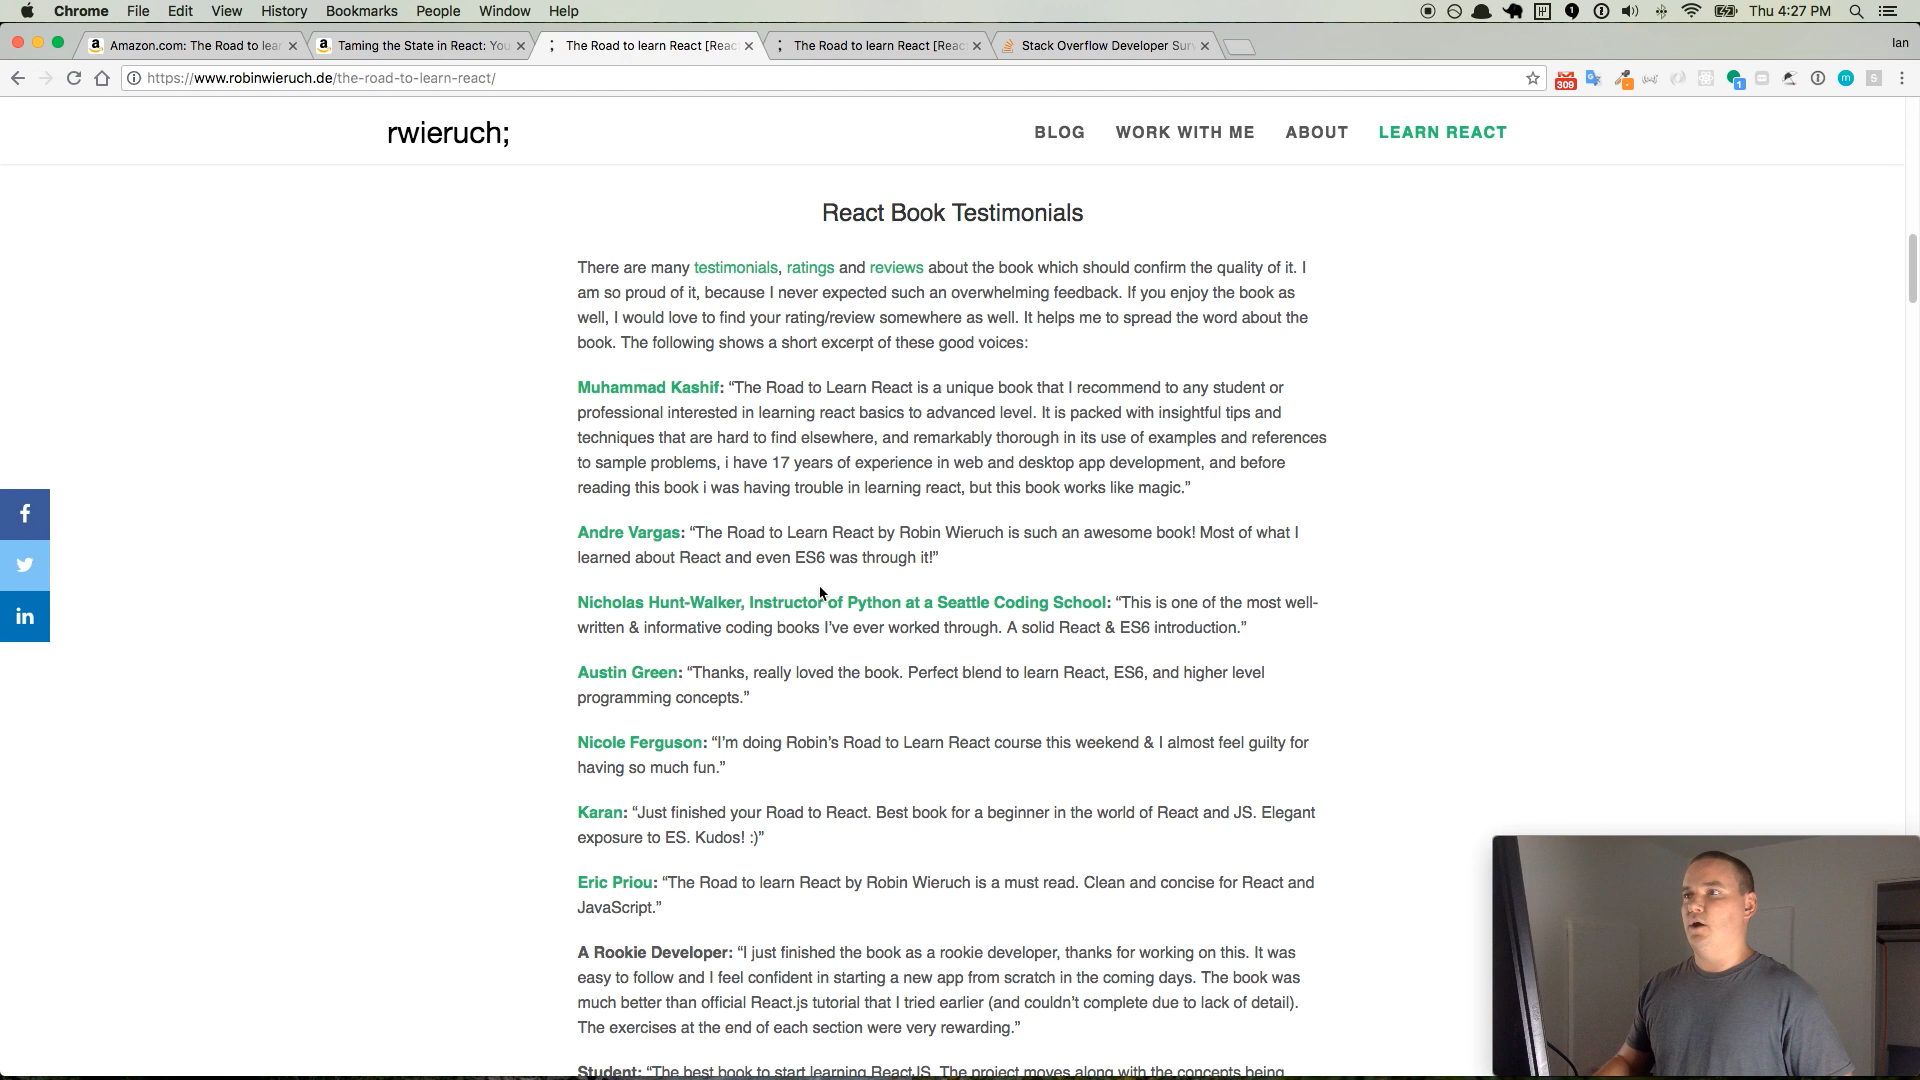 Chrome File Edit View History Bookmarks People Window Help Thu 4:27 PM
Amazon.com: The Road to lear Taming the State in React: You The Road to learn React [Reac The Road to learn React [Reac Stack Overflow Developer Surv Ian
https://www.robinwieruch.de/the-road-to-learn-react/ 309 1
rwieruch; BLOG WORK WITH ME ABOUT LEARN REACT
React Book Testimonials
There are many testimonials, ratings and reviews about the book which should confirm the quality of it. I
am so proud of it, because I never expected such an overwhelming feedback. If you enjoy the book as
well, I would love to find your rating/review somewhere as well. It helps me to spread the word about the
book. The following shows a short excerpt of these good voices:
Muhammad Kashif: “The Road to Learn React is a unique book that I recommend to any student or
professional interested in learning react basics to advanced level. It is packed with insightful tips and
techniques that are hard to find elsewhere, and remarkably thorough in its use of examples and references
to sample problems, i have 17 years of experience in web and desktop app development, and before
reading this book i was having trouble in learning react, but this book works like magic.”
Andre Vargas: “The Road to Learn React by Robin Wieruch is such an awesome book! Most of what I
learned about React and even ES6 was through it!”
Nicholas Hunt-Walker, Instructor of Python at a Seattle Coding School: “This is one of the most well-
written & informative coding books I’ve ever worked through. A solid React & ES6 introduction.”
Austin Green: “Thanks, really loved the book. Perfect blend to learn React, ES6, and higher level
programming concepts.”
Nicole Ferguson: “I’m doing Robin’s Road to Learn React course this weekend & I almost feel guilty for
having so much fun.”
Karan: “Just finished your Road to React. Best book for a beginner in the world of React and JS. Elegant
exposure to ES. Kudos! :)”
Eric Priou: “The Road to learn React by Robin Wieruch is a must read. Clean and concise for React and
JavaScript.”
A Rookie Developer: “I just finished the book as a rookie developer, thanks for working on this. It was
easy to follow and I feel confident in starting a new app from scratch in the coming days. The book was
much better than official React.js tutorial that I tried earlier (and couldn’t complete due to lack of detail).
The exercises at the end of each section were very rewarding.”
Student: “The best book to start learning ReactJS. The project moves along with the concepts being